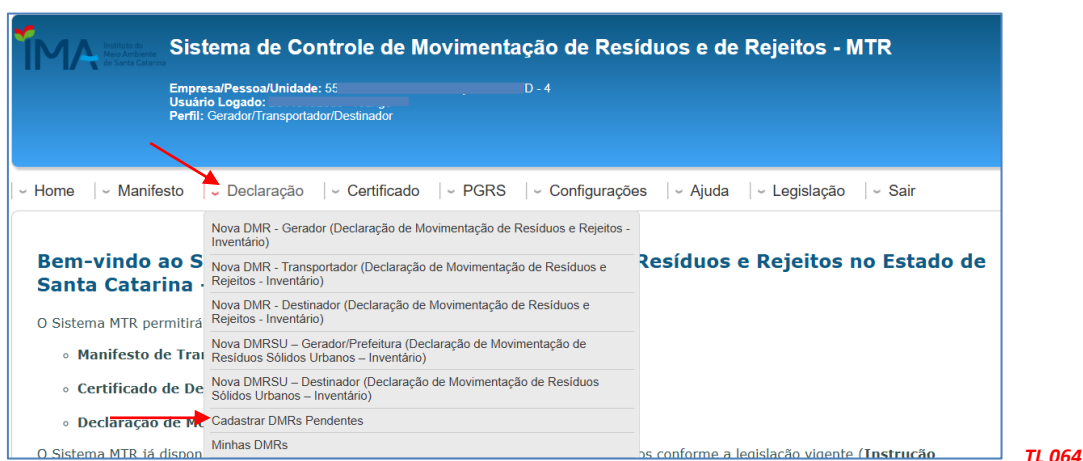 IMA Instituto do
Meio Ambiente
de Santa Catarina
Sistema de Controle de Movimentação de Resíduos e de Rejeitos - MTR
Empresa/Pessoa/Unidade: 55 D - 4
Usuário Logado:
Perfil: Gerador/Transportador/Destinador
Home Manifesto Declaração Certificado PGRS Configurações Ajuda Legislação Sair
Nova DMR - Gerador (Declaração de Movimentação de Resíduos e Rejeitos -
Inventário)
Nova DMR - Transportador (Declaração de Movimentação de Resíduos e
Rejeitos - Inventário)
Nova DMR - Destinador (Declaração de Movimentação de Resíduos e
Rejeitos - Inventário)
Nova DMRSU – Gerador/Prefeitura (Declaração de Movimentação de
Resíduos Sólidos Urbanos – Inventário)
Nova DMRSU – Destinador (Declaração de Movimentação de Resíduos
Sólidos Urbanos – Inventário)
Cadastrar DMRs Pendentes
Minhas DMRs
Bem-vindo ao S Resíduos e Rejeitos no Estado de
Santa Catarina -
O Sistema MTR permitirá
Manifesto de Tra
Certificado de De
Declaração de M
O Sistema MTR já dispon os conforme a legislação vigente (Instrução
TL 064